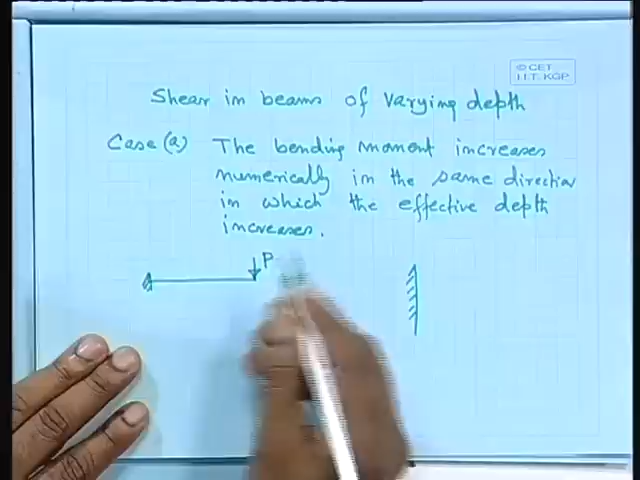 © CET
I.I.T. KGP
Shear in beams of varying depth
Case (a) The bending moment increases
numerically in the same direction
in which the effective depth
increases.
P